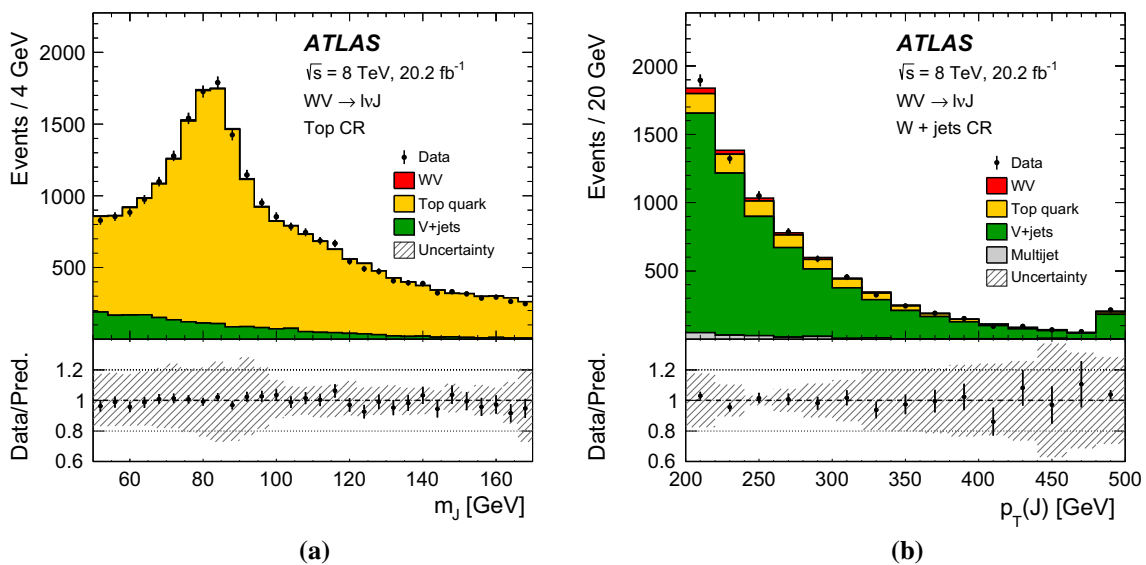 Events / 4 GeV
2000
1500
1000
500
ATLAS
√s = 8 TeV, 20.2 fb⁻¹
WV → lνJ
Top CR
Data
WV
Top quark
V+jets
Uncertainty
Data/Pred.
1.2
1
0.8
0.6
60 80 100 120 140 160
m_J [GeV]
(a)
Events / 20 GeV
2000
1500
1000
500
ATLAS
√s = 8 TeV, 20.2 fb⁻¹
WV → lνJ
W + jets CR
Data
WV
Top quark
V+jets
Multijet
Uncertainty
Data/Pred.
1.2
1
0.8
0.6
200 250 300 350 400 450 500
p_T(J) [GeV]
(b)